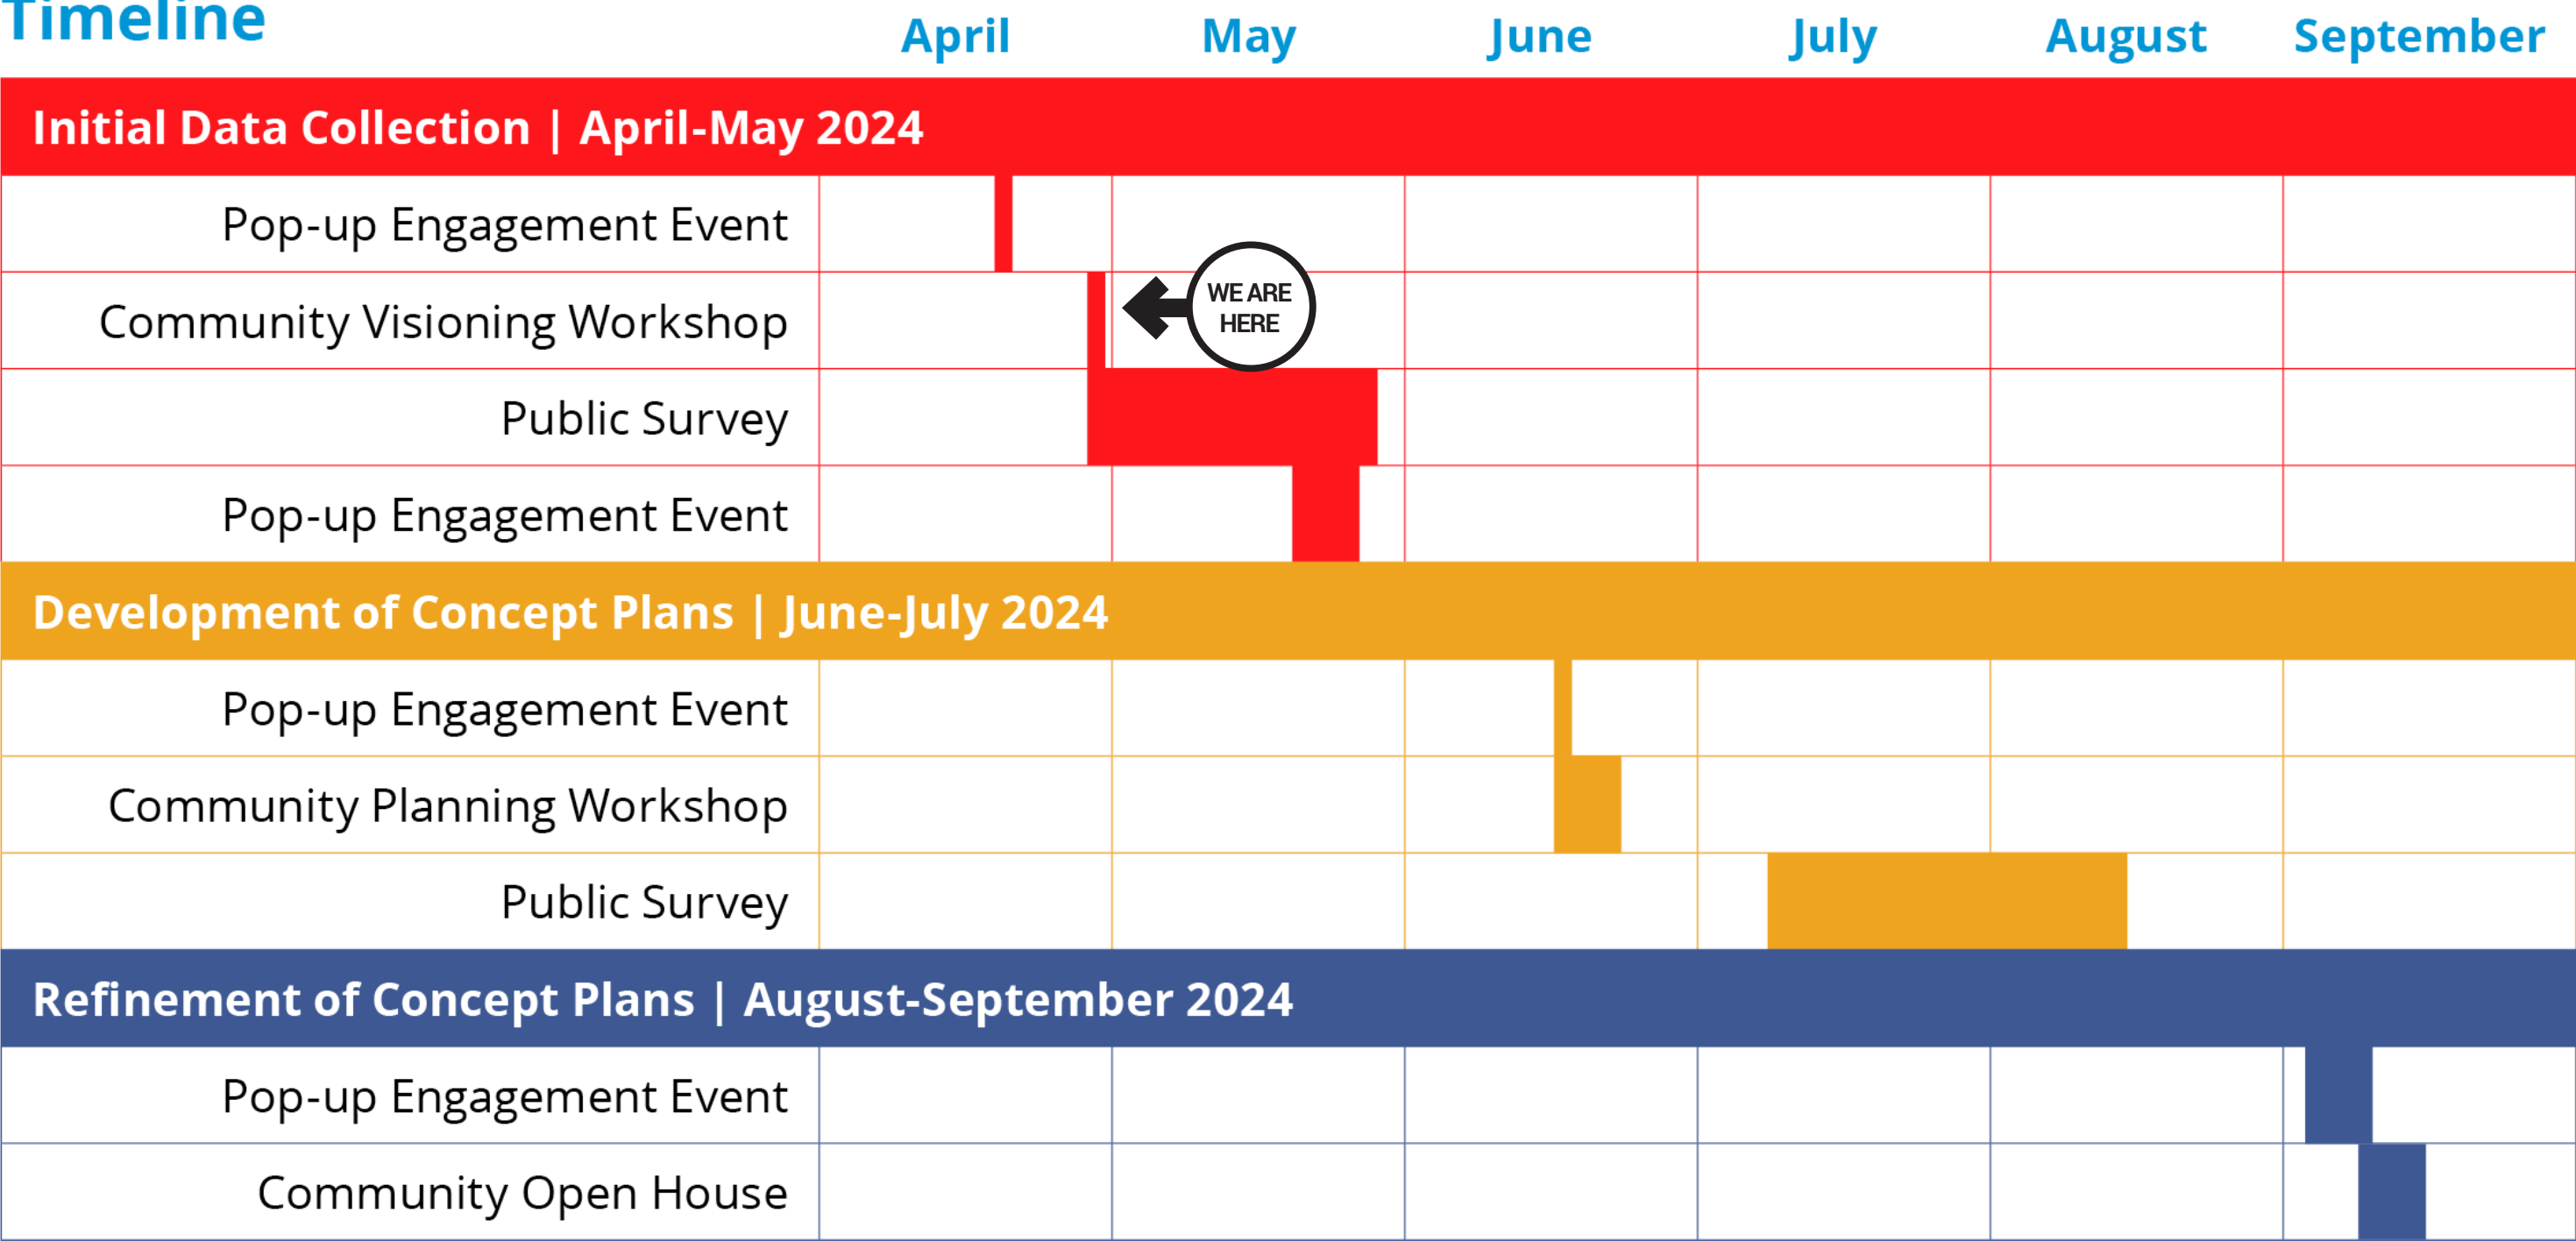 Timeline
April May June July August September
Initial Data Collection | April-May 2024
Pop-up Engagement Event
Community Visioning Workshop
WE ARE
HERE
Public Survey
Pop-up Engagement Event
Development of Concept Plans | June-July 2024
Pop-up Engagement Event
Community Planning Workshop
Public Survey
Refinement of Concept Plans | August-September 2024
Pop-up Engagement Event
Community Open House